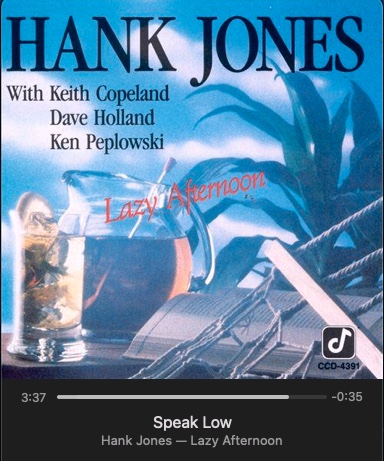 HANK JONES
With Keith Copeland
Dave Holland
Ken Peplowski
Lazy Afternoon
CCD-4391
3:37
-0:35
Speak Low
Hank Jones — Lazy Afternoon